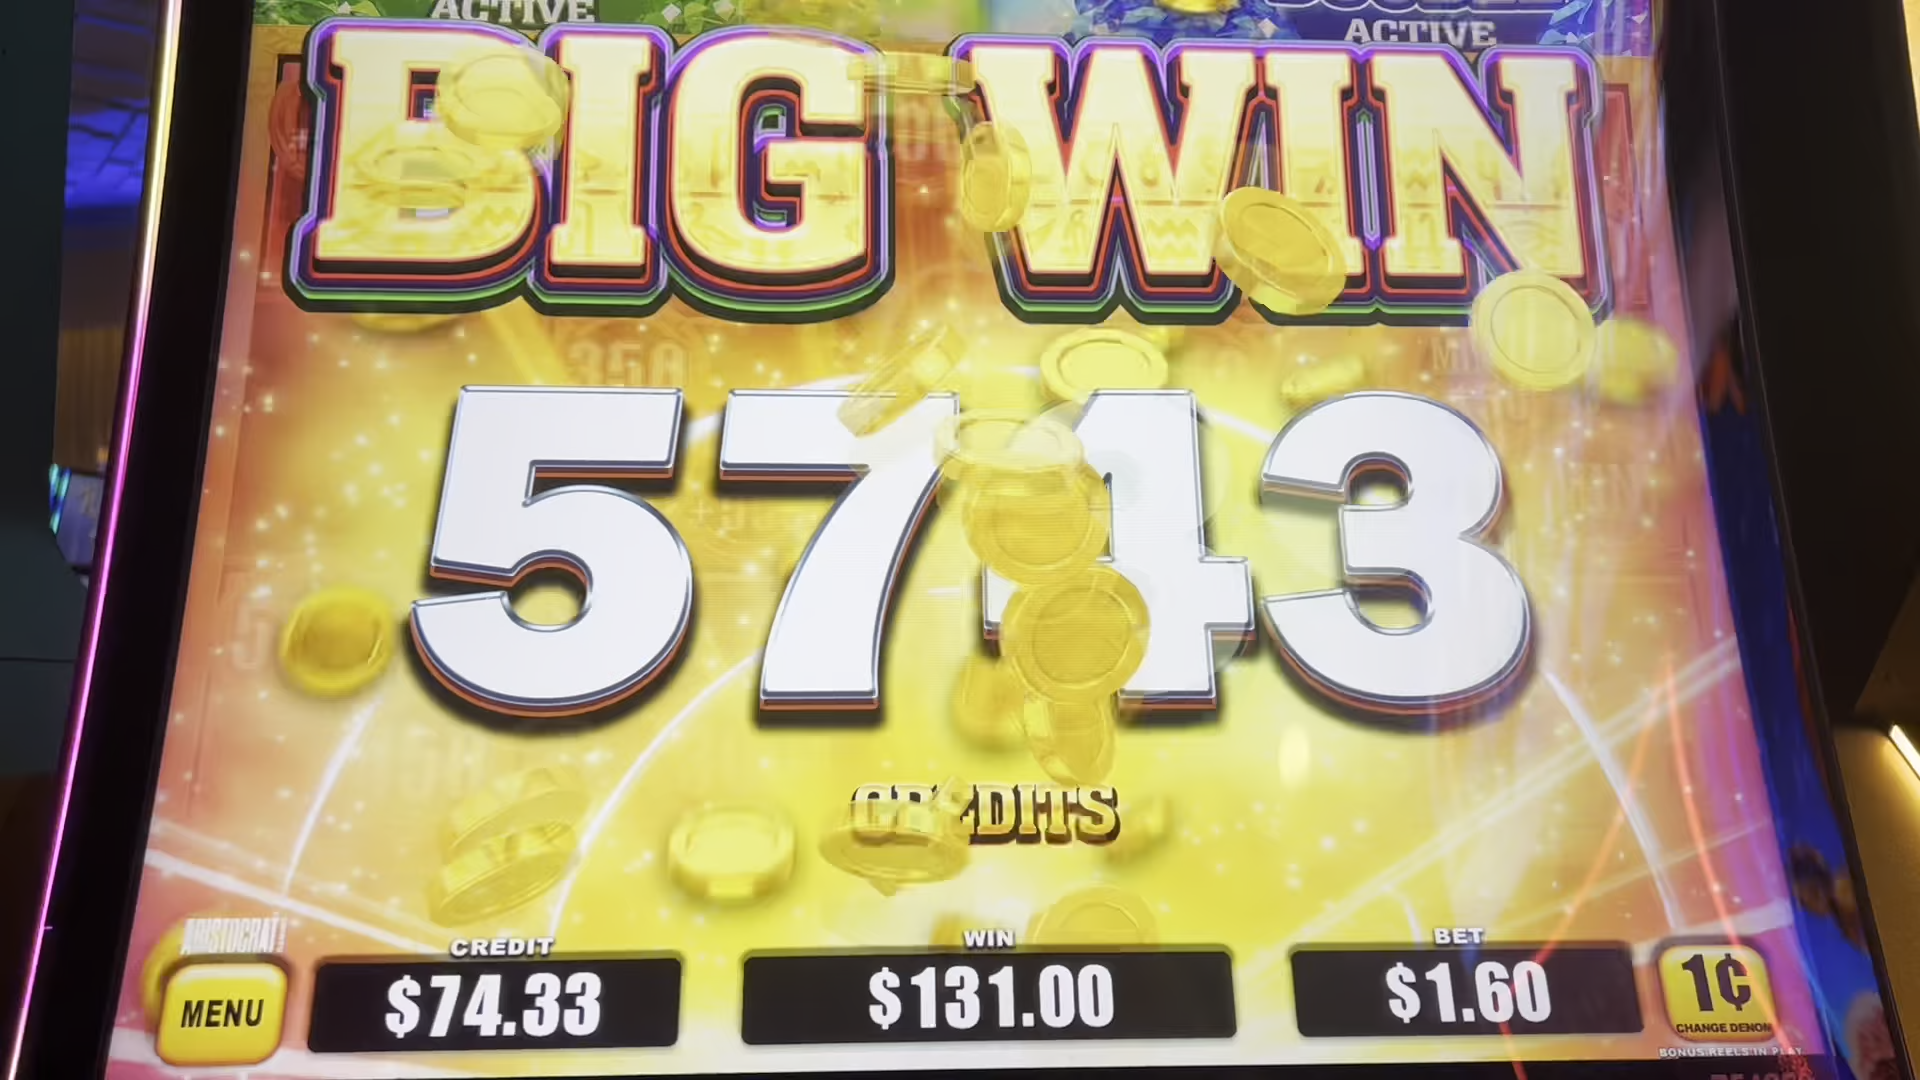 ACTIVE
ACTIVE
BIG WIN
5743
CREDITS
ARISTOCRAT
CREDIT
WIN
BET
MENU
$74.33
$131.00
$1.60
1¢
CHANGE DENOM
BONUS REELS IN PLAY